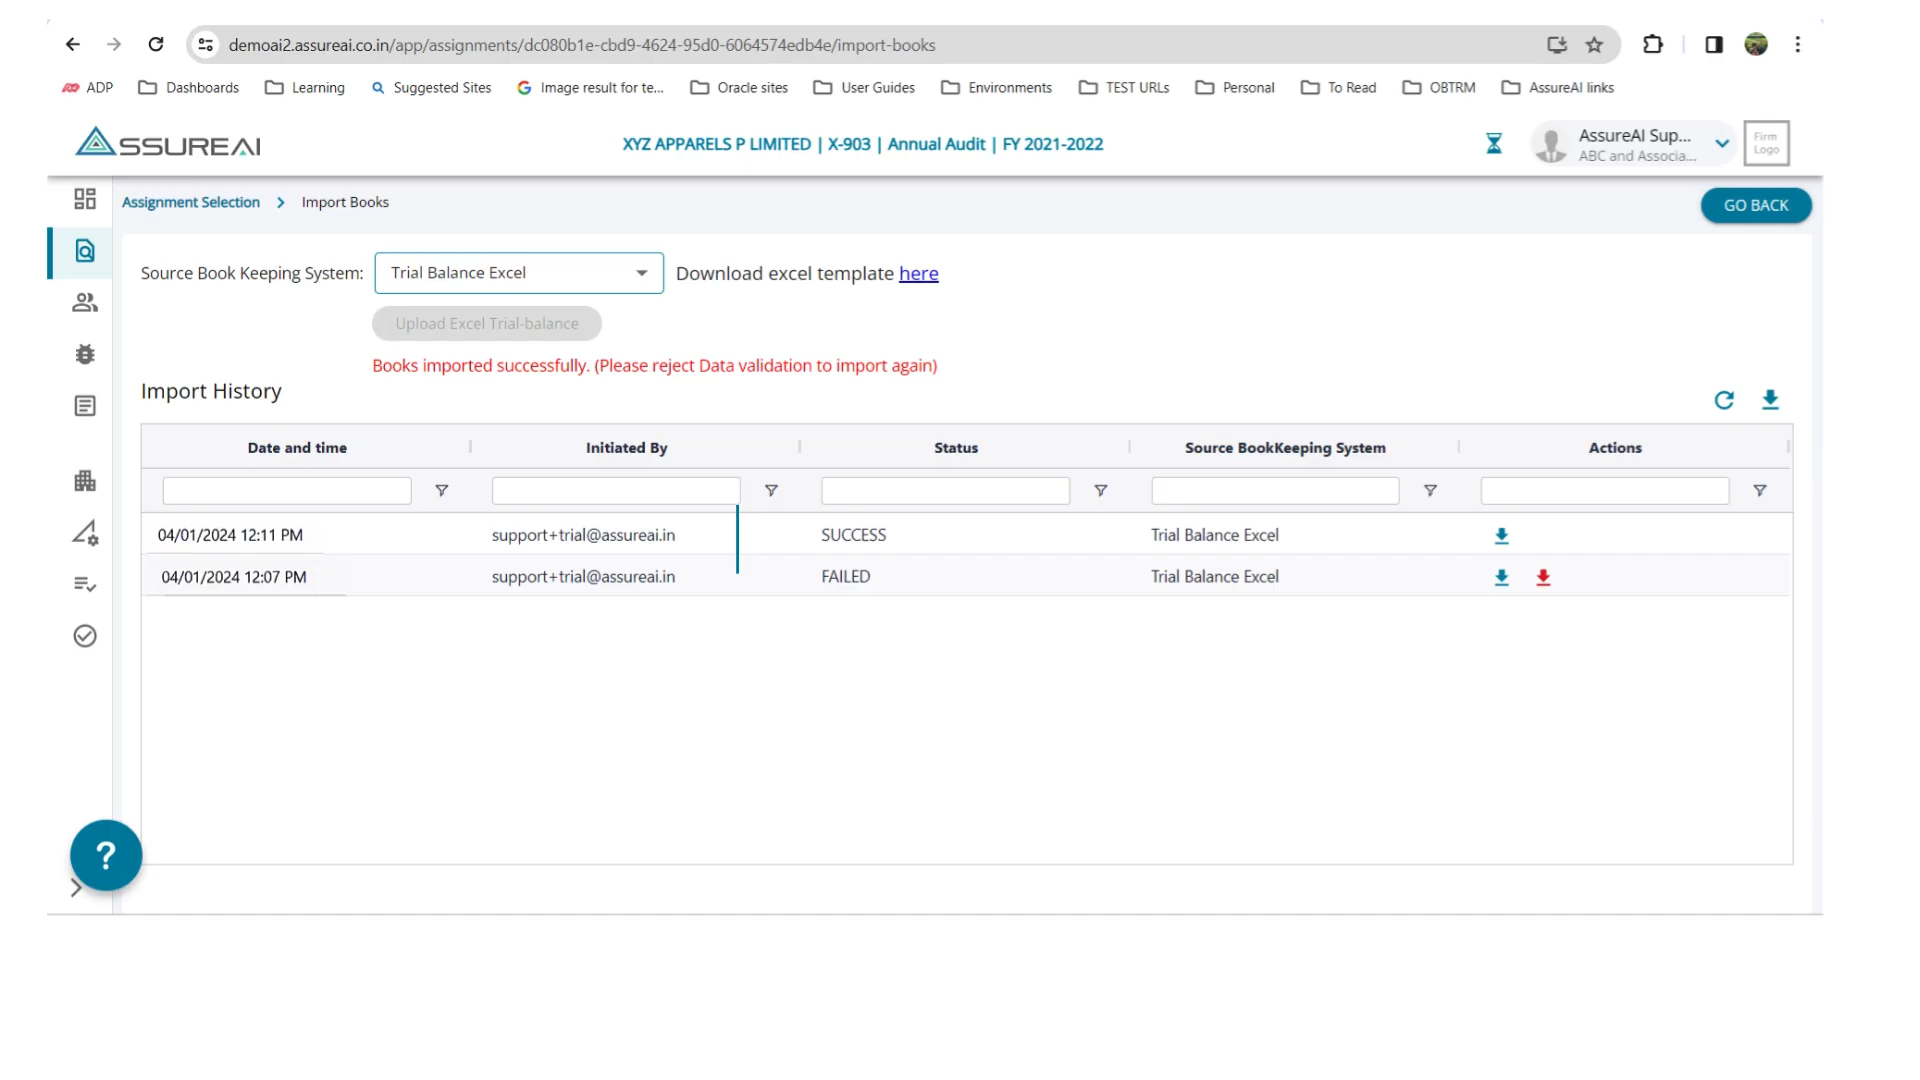 demoai2.assureai.co.in/app/assignments/dc080b1e-cbd9-4624-95d0-6064574edb4e/import-books
ADP Dashboards Learning Suggested Sites Image result for te... Oracle sites User Guides Environments TEST URLs Personal To Read OBTRM AssureAI links
ASSUREAI
XYZ APPARELS P LIMITED | X-903 | Annual Audit | FY 2021-2022
AssureAI Sup...
ABC and Associa...
Firm
Logo
Assignment Selection > Import Books
GO BACK
Source Book Keeping System: Trial Balance Excel Download excel template here
Upload Excel Trial-balance
Books imported successfully. (Please reject Data validation to import again)
Import History
Date and time Initiated By Status Source BookKeeping System Actions
04/01/2024 12:11 PM support+trial@assureai.in SUCCESS Trial Balance Excel
04/01/2024 12:07 PM support+trial@assureai.in FAILED Trial Balance Excel
?